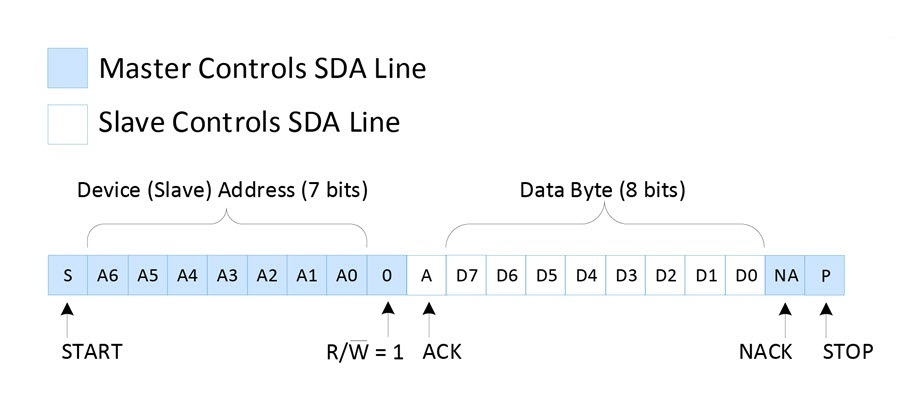 Master Controls SDA Line
Slave Controls SDA Line
Device (Slave) Address (7 bits) Data Byte (8 bits)
S A6 A5 A4 A3 A2 A1 A0 0 A D7 D6 D5 D4 D3 D2 D1 D0 NA P
START R/W̅ = 1 ACK NACK STOP